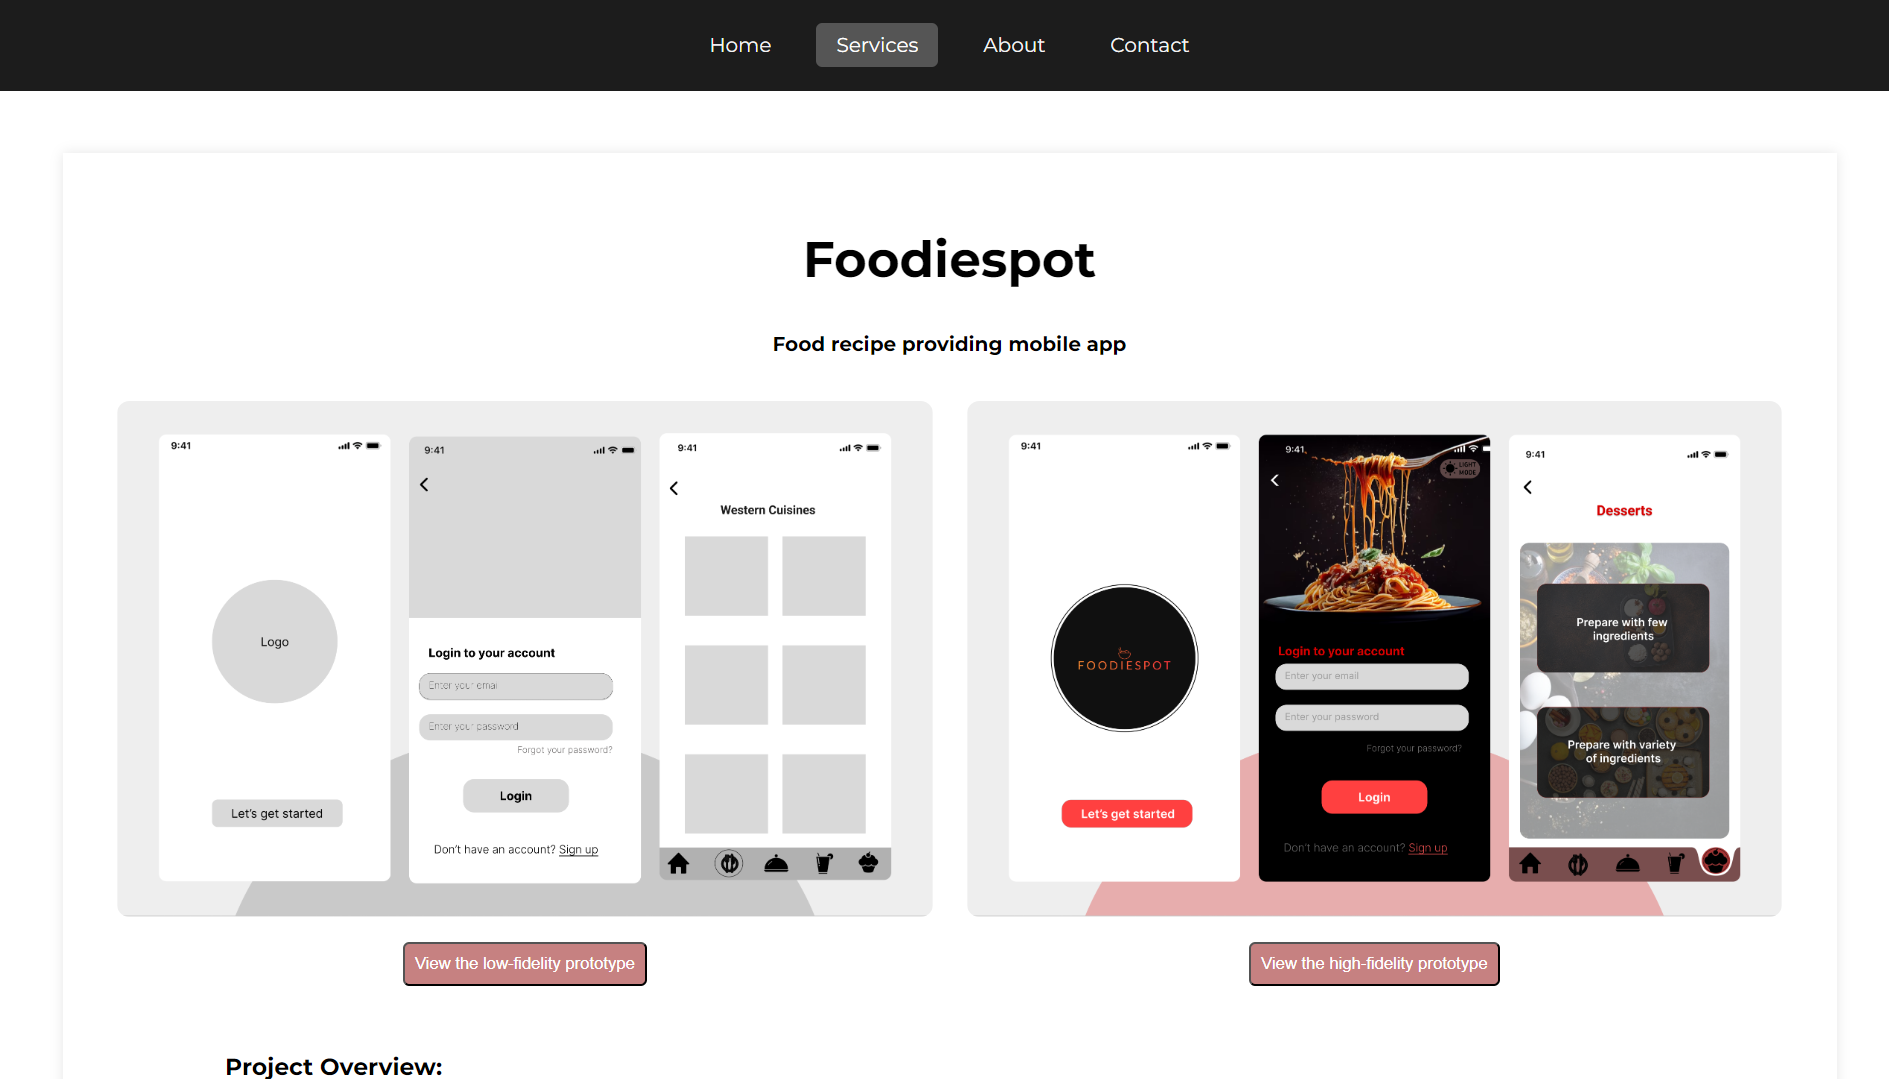 Home
Services
About
Contact
Foodiespot
Food recipe providing mobile app
9:41
Logo
Let's get started
9:41
Login to your account
Enter your email
Enter your password
Forgot your password?
Login
Don't have an account? Sign up
9:41
Western Cuisines
9:41
FOODIESPOT
Let's get started
9:41
LIGHT
MODE
Login to your account
Enter your email
Enter your password
Forgot your password?
Login
Don't have an account? Sign up
9:41
Desserts
Prepare with few
ingredients
Prepare with variety
of ingredients
View the low-fidelity prototype
View the high-fidelity prototype
Project Overview: